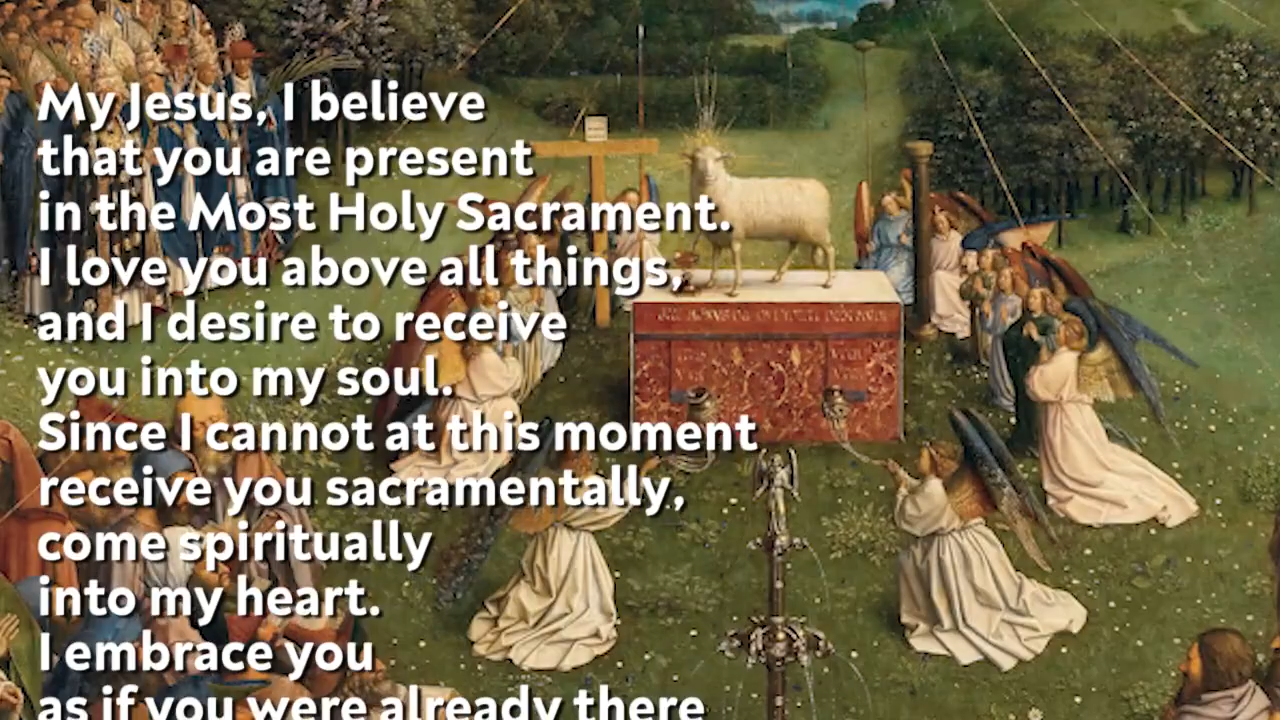 My Jesus, I believe
that you are present
in the Most Holy Sacrament.
I love you above all things,
and I desire to receive
you into my soul.
Since I cannot at this moment
receive you sacramentally,
come spiritually
into my heart.
I embrace you
as if you were already there